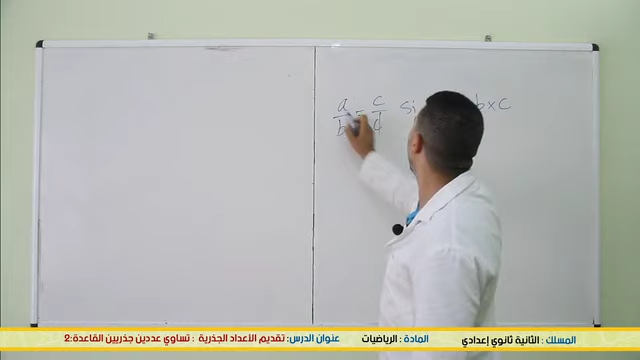 a/b = c/d si b×c
المسلك : الثانية ثانوي إعدادي المادة : الرياضيات عنوان الدرس: تقديم الأعداد الجذرية : تساوي عددين جذريين القاعدة:2